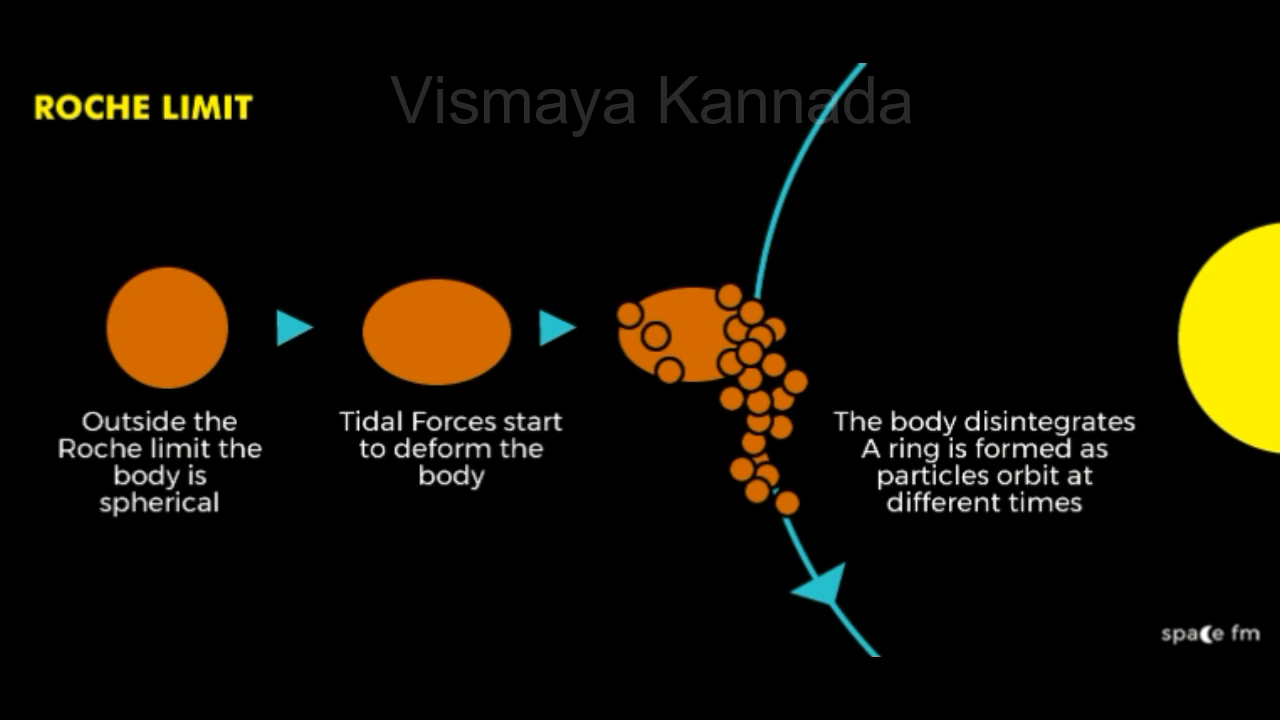 ROCHE LIMIT
Vismaya Kannada
Outside the
Roche limit the
body is
spherical
Tidal Forces start
to deform the
body
The body disintegrates
A ring is formed as
particles orbit at
different times
space fm